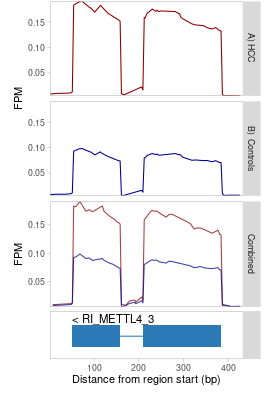 0.15
0.10
0.05
A) HCC
FPM
0.15
0.10
0.05
B) Controls
0.15
0.10
0.05
FPM
Combined
< RI_METTL4_3
100
200
300
400
Distance from region start (bp)